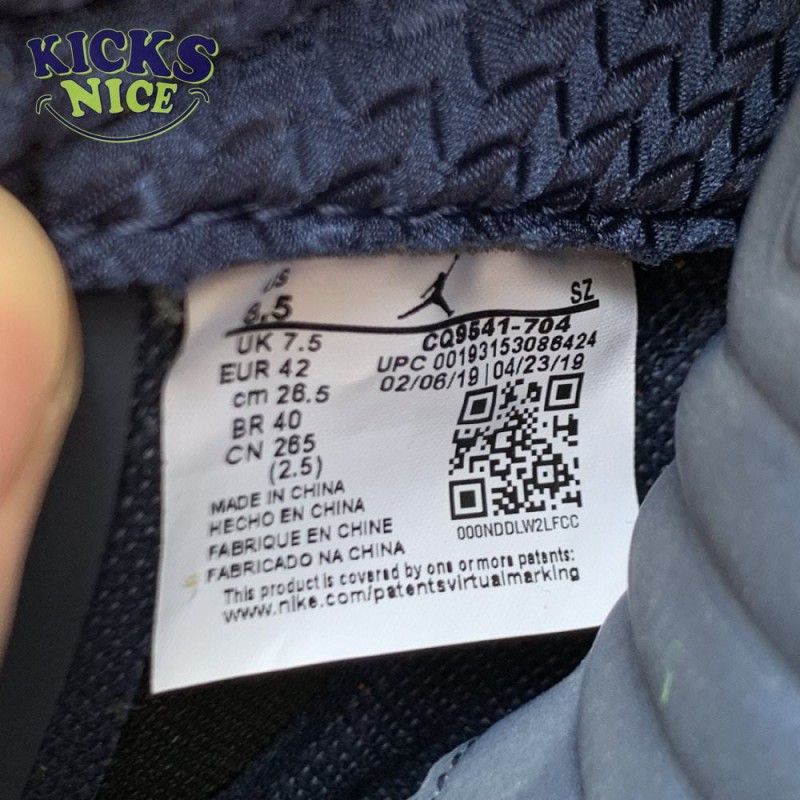 KICKS
NICE
US
8.5
SZ
UK 7.5
EUR 42
cm 26.5
BR 40
CN 265
(2.5)
CQ9541-704
UPC 00193153086424
02/06/19 | 04/23/19
000NDDLW2LFCC
MADE IN CHINA
HECHO EN CHINA
FABRIQUE EN CHINE
FABRICADO NA CHINA
This product is covered by one or more patents:
www.nike.com/patentsvirtualmarking